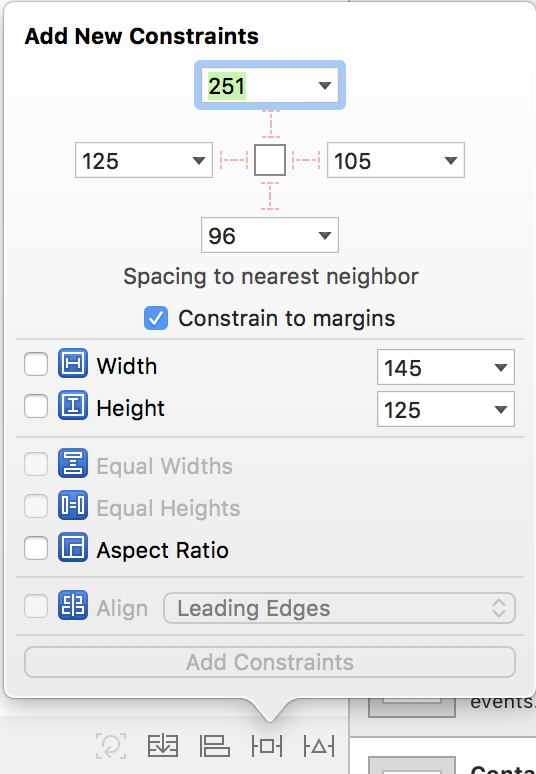 Add New Constraints
251
125
105
96
Spacing to nearest neighbor
Constrain to margins
Width 145
Height 125
Equal Widths
Equal Heights
Aspect Ratio
Align Leading Edges
Add Constraints
events.